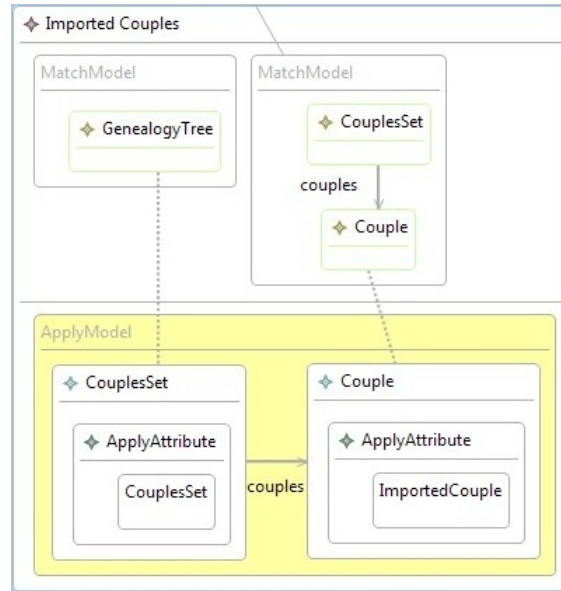 Imported Couples
MatchModel
GenealogyTree
MatchModel
CouplesSet
couples
Couple
ApplyModel
CouplesSet
ApplyAttribute
CouplesSet
couples
Couple
ApplyAttribute
ImportedCouple